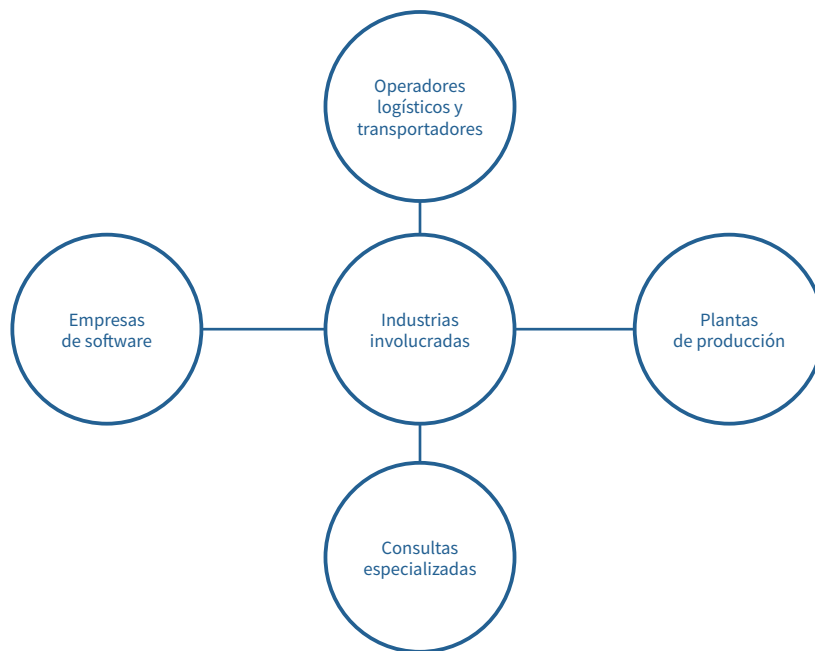 Operadores
logísticos y
transportadores
Empresas
de software
Industrias
involucradas
Plantas
de producción
Consultas
especializadas